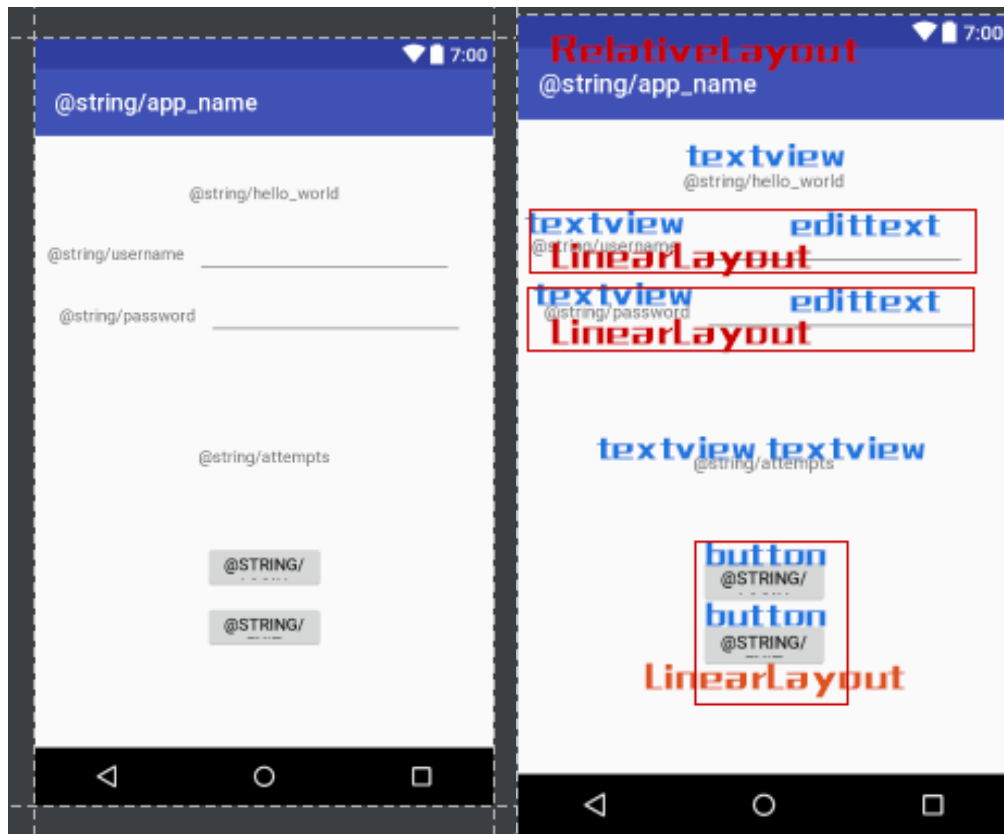 7:00
@string/app_name
@string/hello_world
@string/username
@string/password
@string/attempts
@STRING/
@STRING/
7:00
RelativeLayout
@string/app_name
textview
@string/hello_world
textview edittext
@string/username
LinearLayout
textview edittext
@string/password
LinearLayout
textview textview
@string/attempts
button
@STRING/
button
@STRING/
LinearLayout